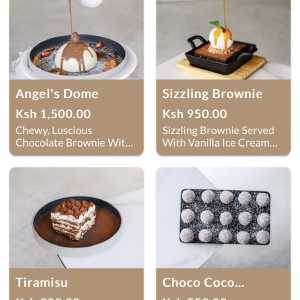 Angel's Dome
Ksh 1,500.00
Chewy, Luscious
Chocolate Brownie Wit...
Sizzling Brownie
Ksh 950.00
Sizzling Brownie Served
With Vanilla Ice Cream...
Tiramisu
Choco Coco...